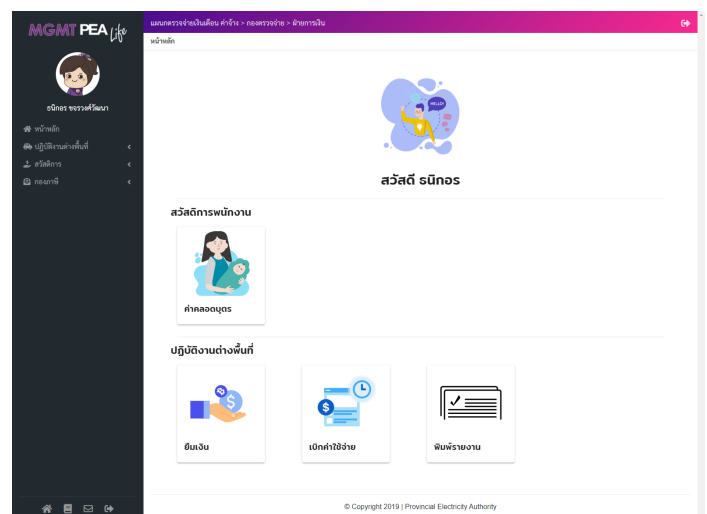 MGMT PEA Life
แผนกตรวจจ่ายเงินเดือน ค่าจ้าง > กองตรวจจ่าย > ฝ่ายการเงิน
หน้าหลัก
ธนิกอร ขจรวงศ์วัฒนา
หน้าหลัก
ปฏิบัติงานต่างพื้นที่
สวัสดิการ
กองภาษี
HELLO!
สวัสดี ธนิกอร
สวัสดิการพนักงาน
ค่าคลอดบุตร
ปฏิบัติงานต่างพื้นที่
ยืมเงิน
เบิกค่าใช้จ่าย
พิมพ์รายงาน
© Copyright 2019 | Provincial Electricity Authority